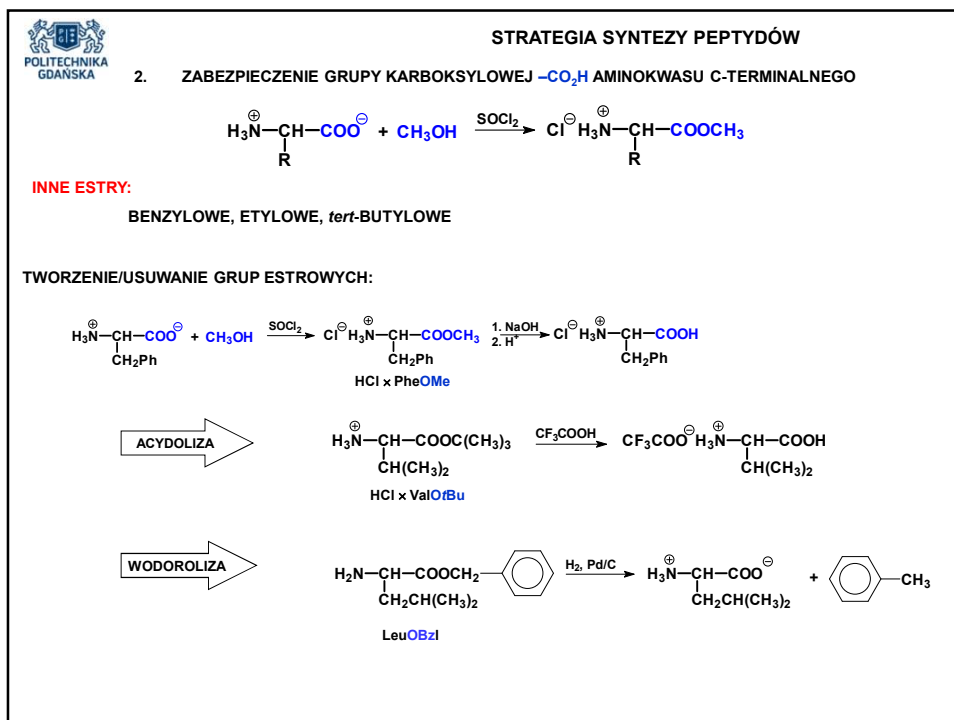 POLITECHNIKA
GDAŃSKA
STRATEGIA SYNTEZY PEPTYDÓW
2. ZABEZPIECZENIE GRUPY KARBOKSYLOWEJ –CO₂H AMINOKWASU C-TERMINALNEGO
H₃N⊕—CH—COO⊖ + CH₃OH SOCl₂ Cl⊖ H₃N⊕—CH—COOCH₃
R R
INNE ESTRY:
BENZYLOWE, ETYLOWE, tert-BUTYLOWE
TWORZENIE/USUWANIE GRUP ESTROWYCH:
H₃N⊕—CH—COO⊖ + CH₃OH SOCl₂ Cl⊖ H₃N⊕—CH—COOCH₃ 1. NaOH 2. H⁺ Cl⊖ H₃N⊕—CH—COOH
CH₂Ph CH₂Ph CH₂Ph
HCl × PheOMe
ACYDOLIZA
H₃N⊕—CH—COOC(CH₃)₃ CF₃COOH CF₃COO⊖ H₃N⊕—CH—COOH
CH(CH₃)₂ CH(CH₃)₂
HCl × ValOtBu
WODOROLIZA
H₂N—CH—COOCH₂— H₂, Pd/C H₃N⊕—CH—COO⊖ + —CH₃
CH₂CH(CH₃)₂ CH₂CH(CH₃)₂
LeuOBzl